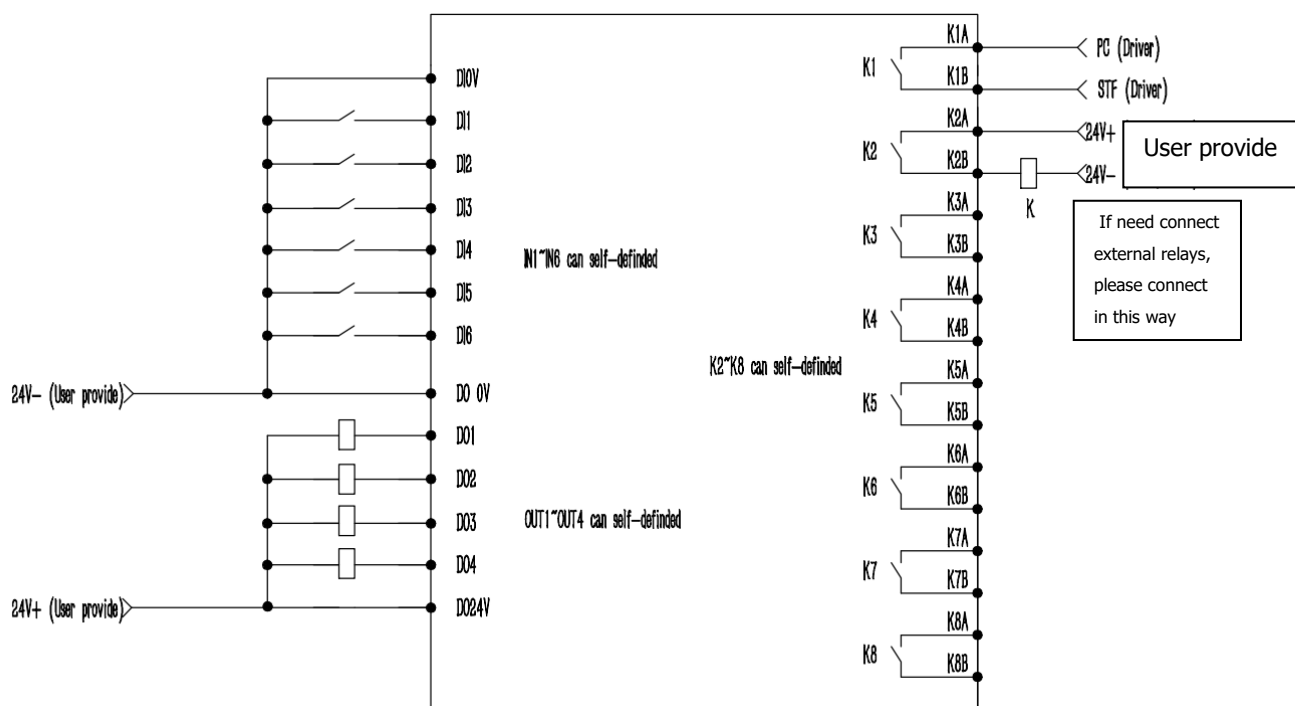 DI0V
DI1
DI2
DI3
DI4
DI5
DI6
IN1~IN6 can self-definded
24V- (User provide)
DO 0V
DO1
DO2
DO3
DO4
OUT1~OUT4 can self-definded
24V+ (User provide)
DO24V
K1
K1A
K1B
PC (Driver)
STF (Driver)
K2
K2A
K2B
24V+
24V-
K
User provide
If need connect
external relays,
please connect
in this way
K3
K3A
K3B
K4
K4A
K4B
K2~K8 can self-definded
K5
K5A
K5B
K6
K6A
K6B
K7
K7A
K7B
K8
K8A
K8B